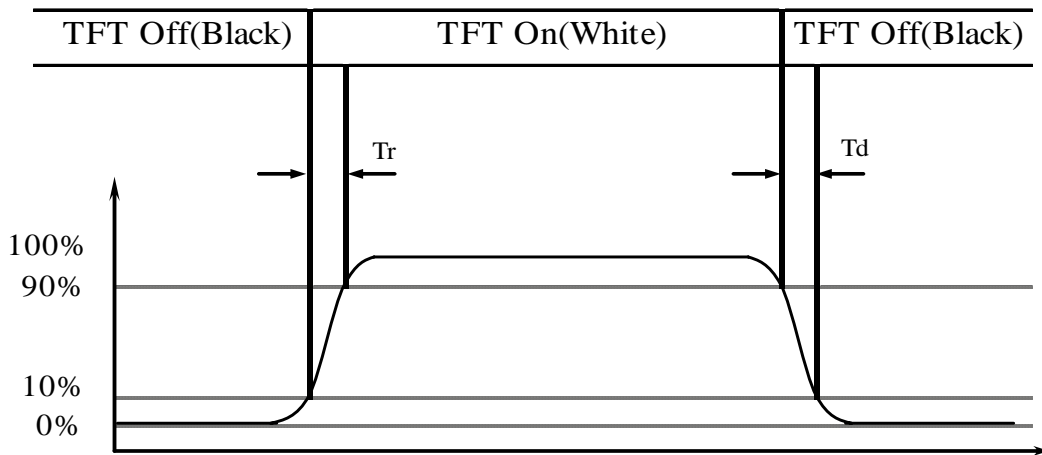 TFT Off(Black) TFT On(White) TFT Off(Black)
Tr Td
100%
90%
10%
0%